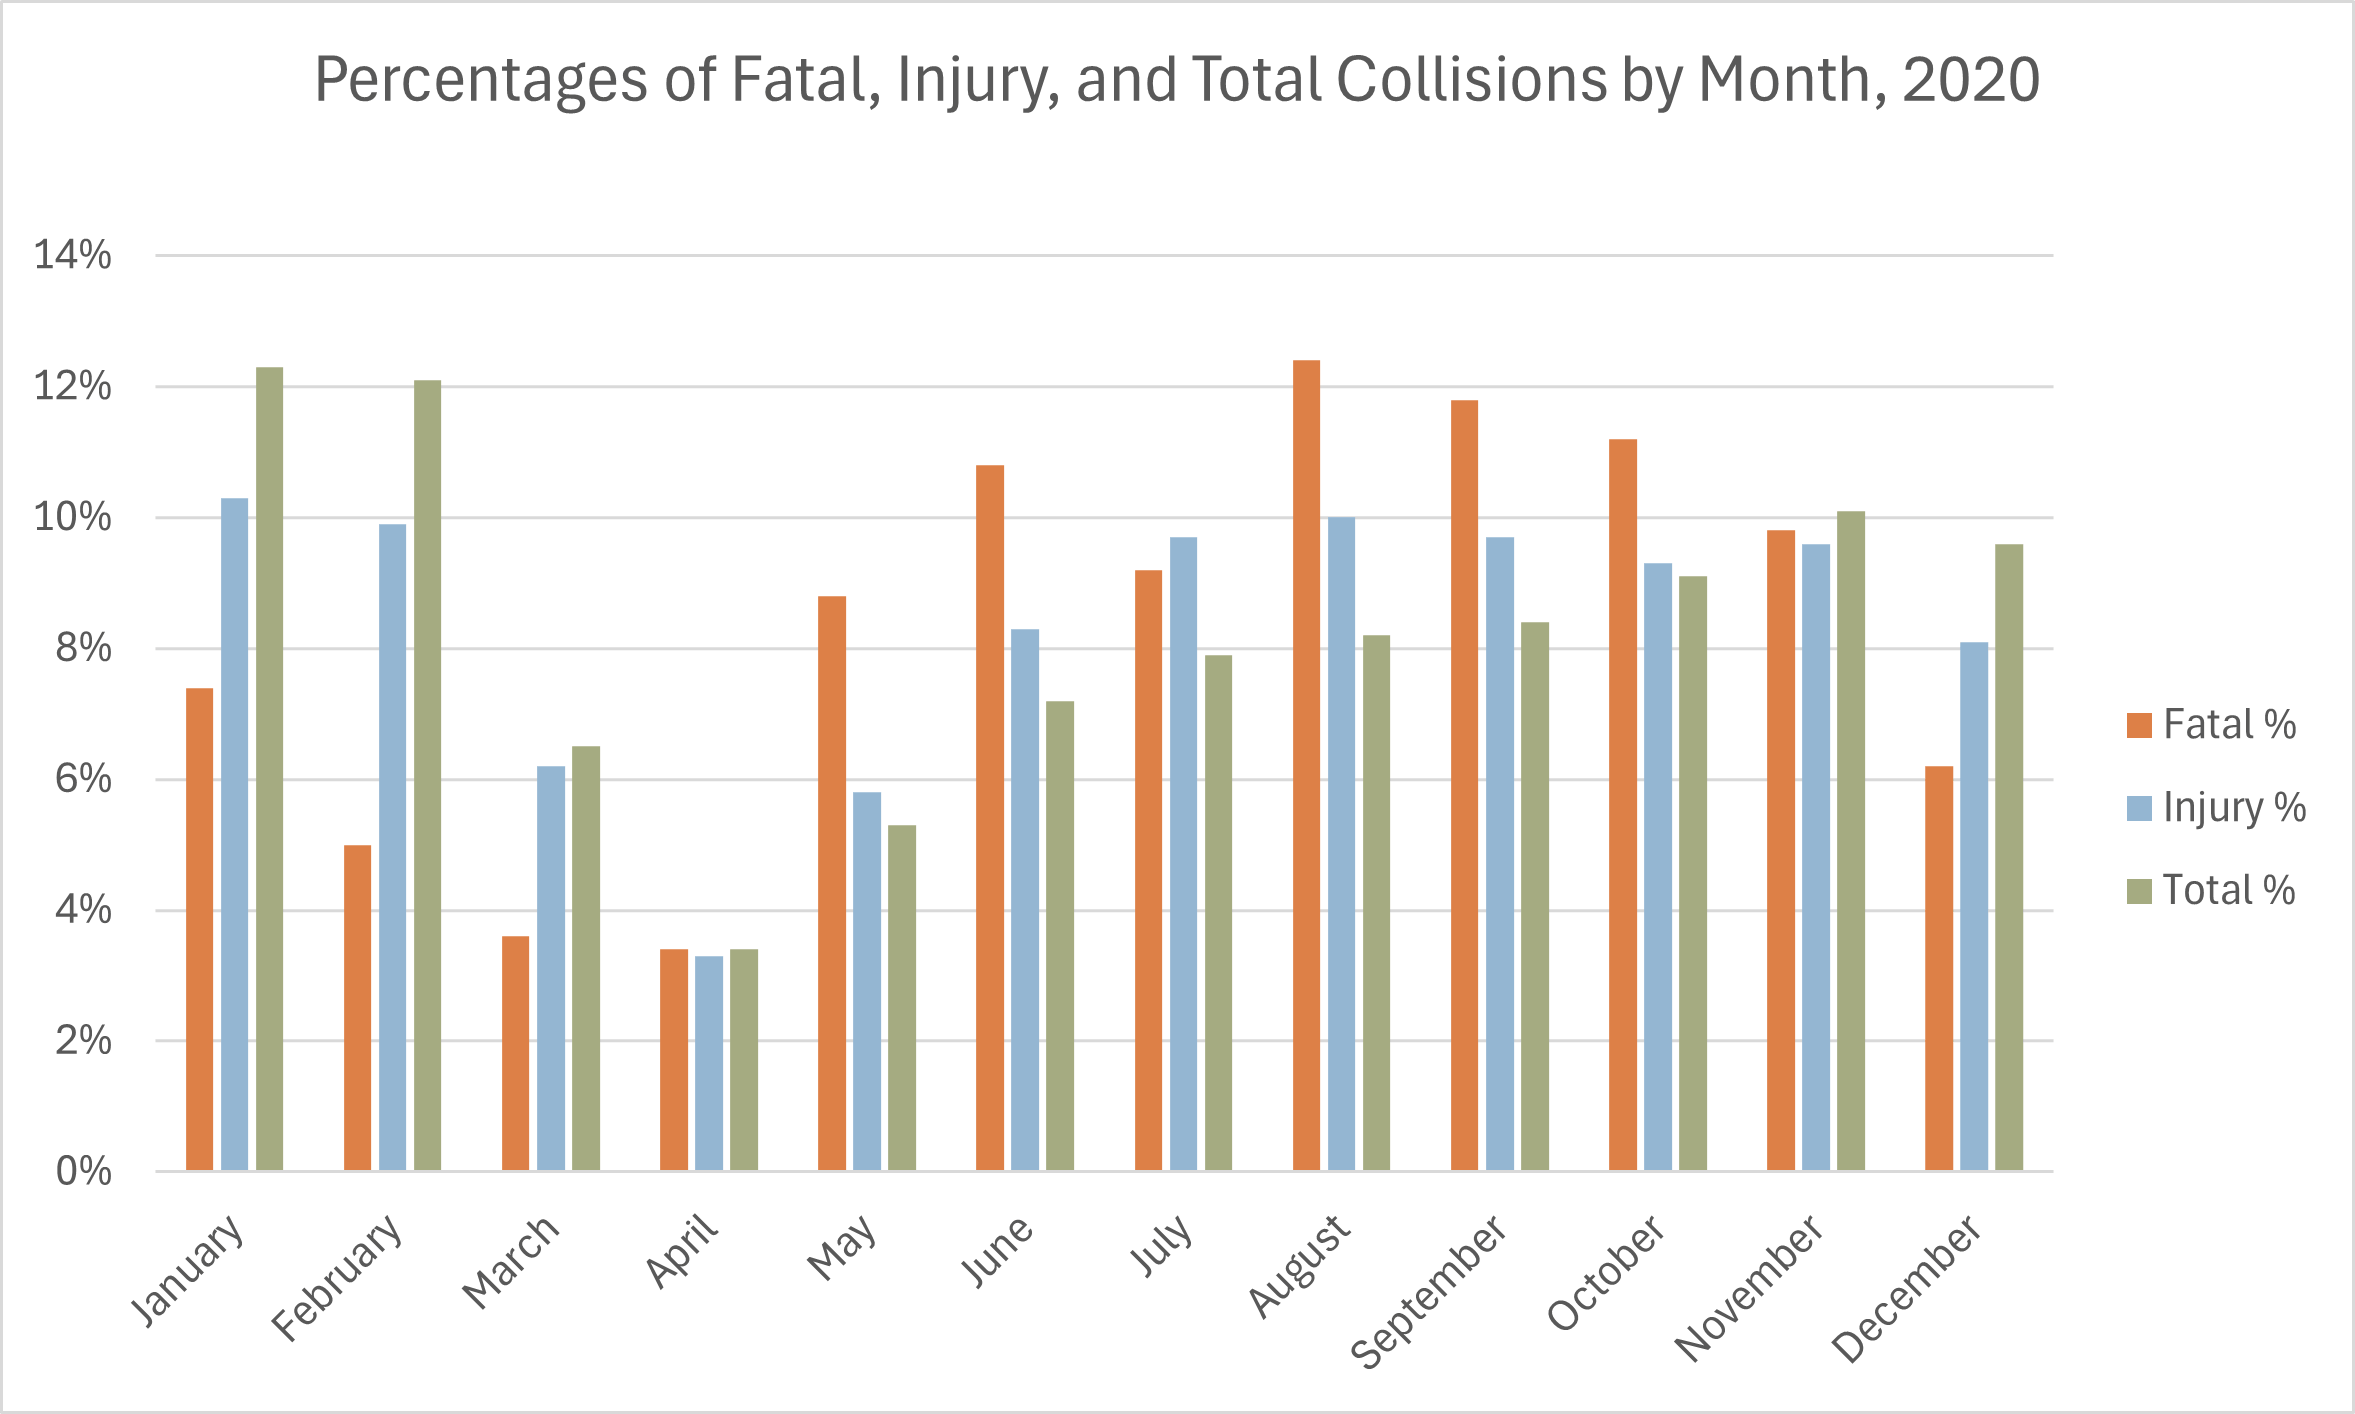 Percentages of Fatal, Injury, and Total Collisions by Month, 2020
14%
12%
10%
8%
6%
4%
2%
0%
January
February
March
April
May
June
July
August
September
October
November
December
Fatal %
Injury %
Total %